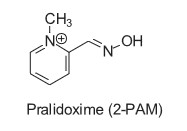 CH₃
N+
N
OH
Pralidoxime (2-PAM)